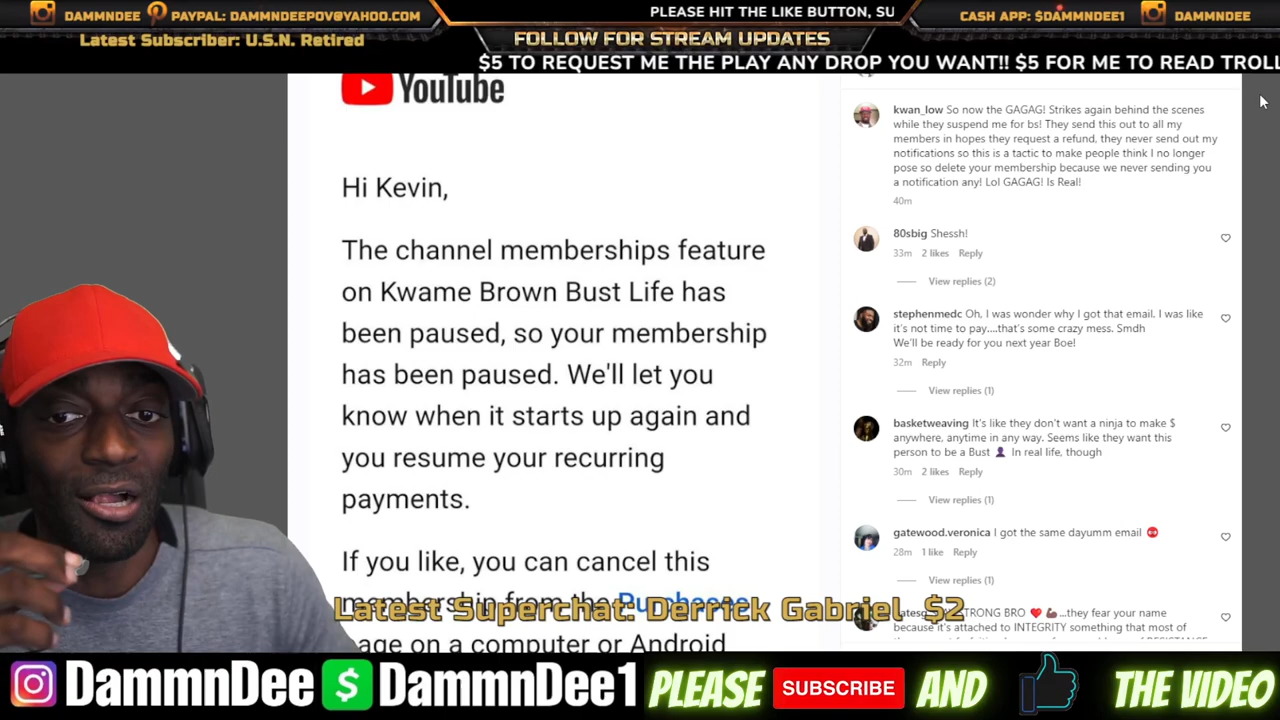 DAMMNDEE
PAYPAL: DAMMNDEEPOV@YAHOO.COM
PLEASE HIT THE LIKE BUTTON, SU
CASH APP: $DAMMNDEE1
DAMMNDEE
Latest Subscriber: U.S.N. Retired
FOLLOW FOR STREAM UPDATES
$5 TO REQUEST ME THE PLAY ANY DROP YOU WANT!! $5 FOR ME TO READ TROLL
YouTube
Hi Kevin,
The channel memberships feature
on Kwame Brown Bust Life has
been paused, so your membership
has been paused. We'll let you
know when it starts up again and
you resume your recurring
payments.
If you like, you can cancel this
membership from the Purchases
page on a computer or Android
kwan_low So now the GAGAG! Strikes again behind the scenes
while they suspend me for bs! They send this out to all my
members in hopes they request a refund, they never send out my
notifications so this is a tactic to make people think I no longer
pose so delete your membership because we never sending you
a notification any! Lol GAGAG! Is Real!
40m
80sbig Shessh!
33m 2 likes Reply
View replies (2)
stephenmedc Oh, I was wonder why I got that email. I was like
it's not time to pay....that's some crazy mess. Smdh
We'll be ready for you next year Boe!
32m Reply
View replies (1)
basketweaving It's like they don't want a ninja to make $
anywhere, anytime in any way. Seems like they want this
person to be a Bust 👤 In real life, though
30m 2 likes Reply
View replies (1)
gatewood.veronica I got the same dayumm email
28m 1 like Reply
View replies (1)
STRONG BRO ❤️ 💪🏿...they fear your name
because it's attached to INTEGRITY something that most of
Latest Superchat: Derrick Gabriel $2
DammnDee
$ DammnDee1
PLEASE
SUBSCRIBE
AND
THE VIDEO